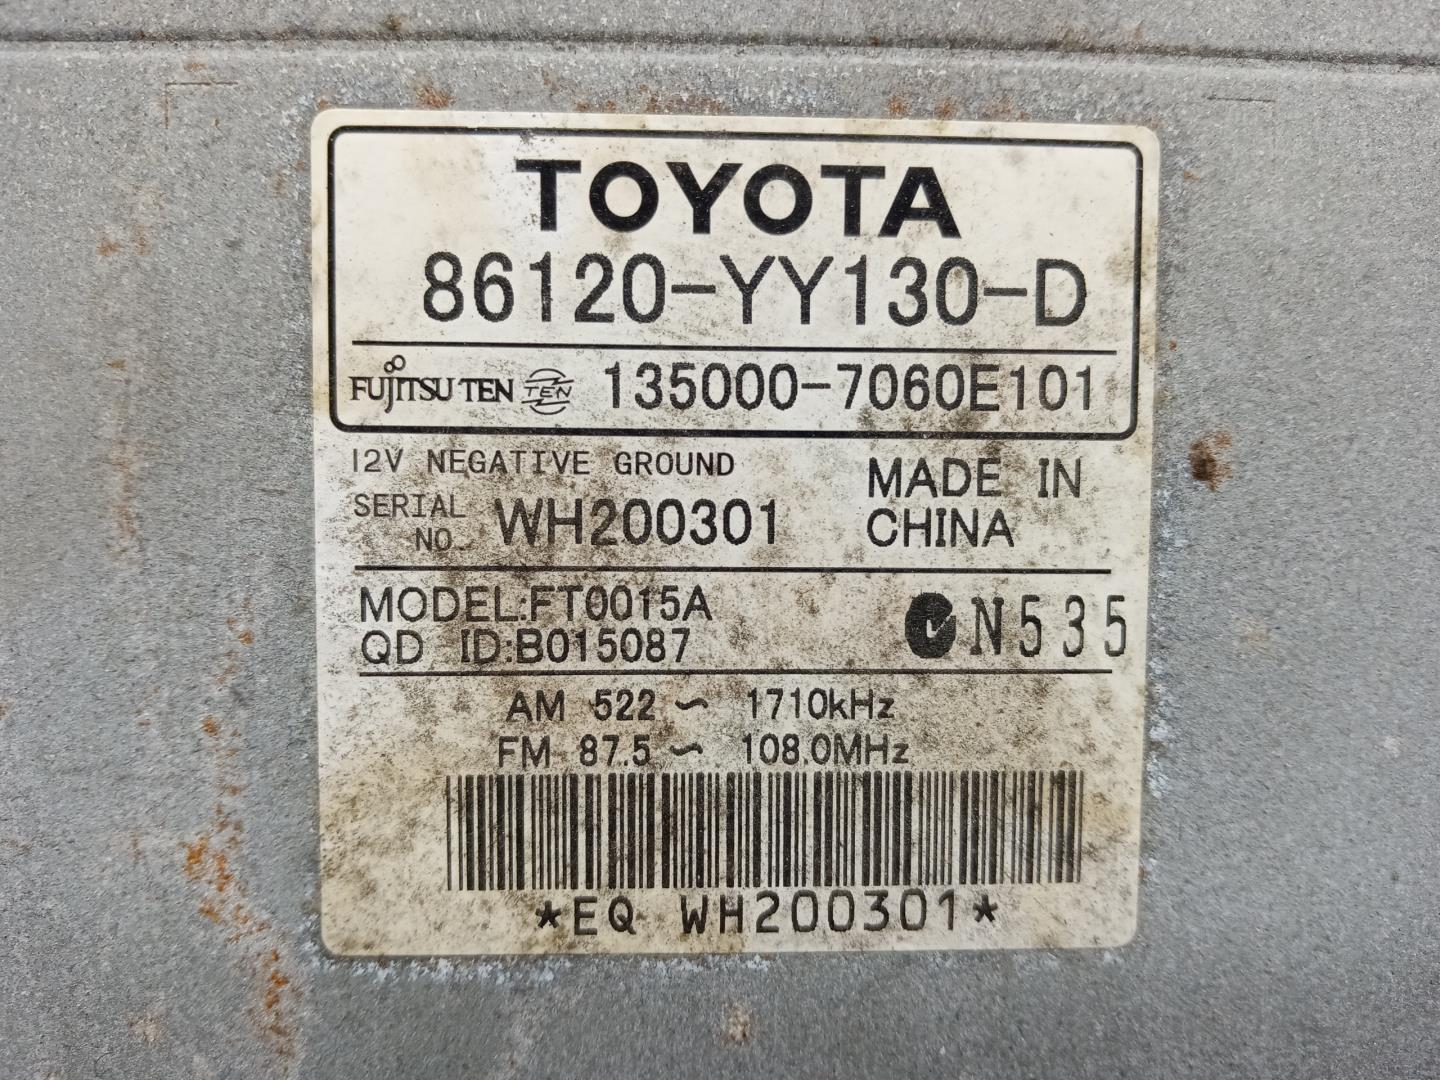 TOYOTA
86120-YY130-D
FUJITSU TEN TEN 135000-7060E101
12V NEGATIVE GROUND
SERIAL NO. WH200301
MADE IN
CHINA
MODEL:FT0015A
QD ID:B015087
N535
AM 522 ~ 1710kHz
FM 87.5 ~ 108.0MHz
*EQ WH200301*